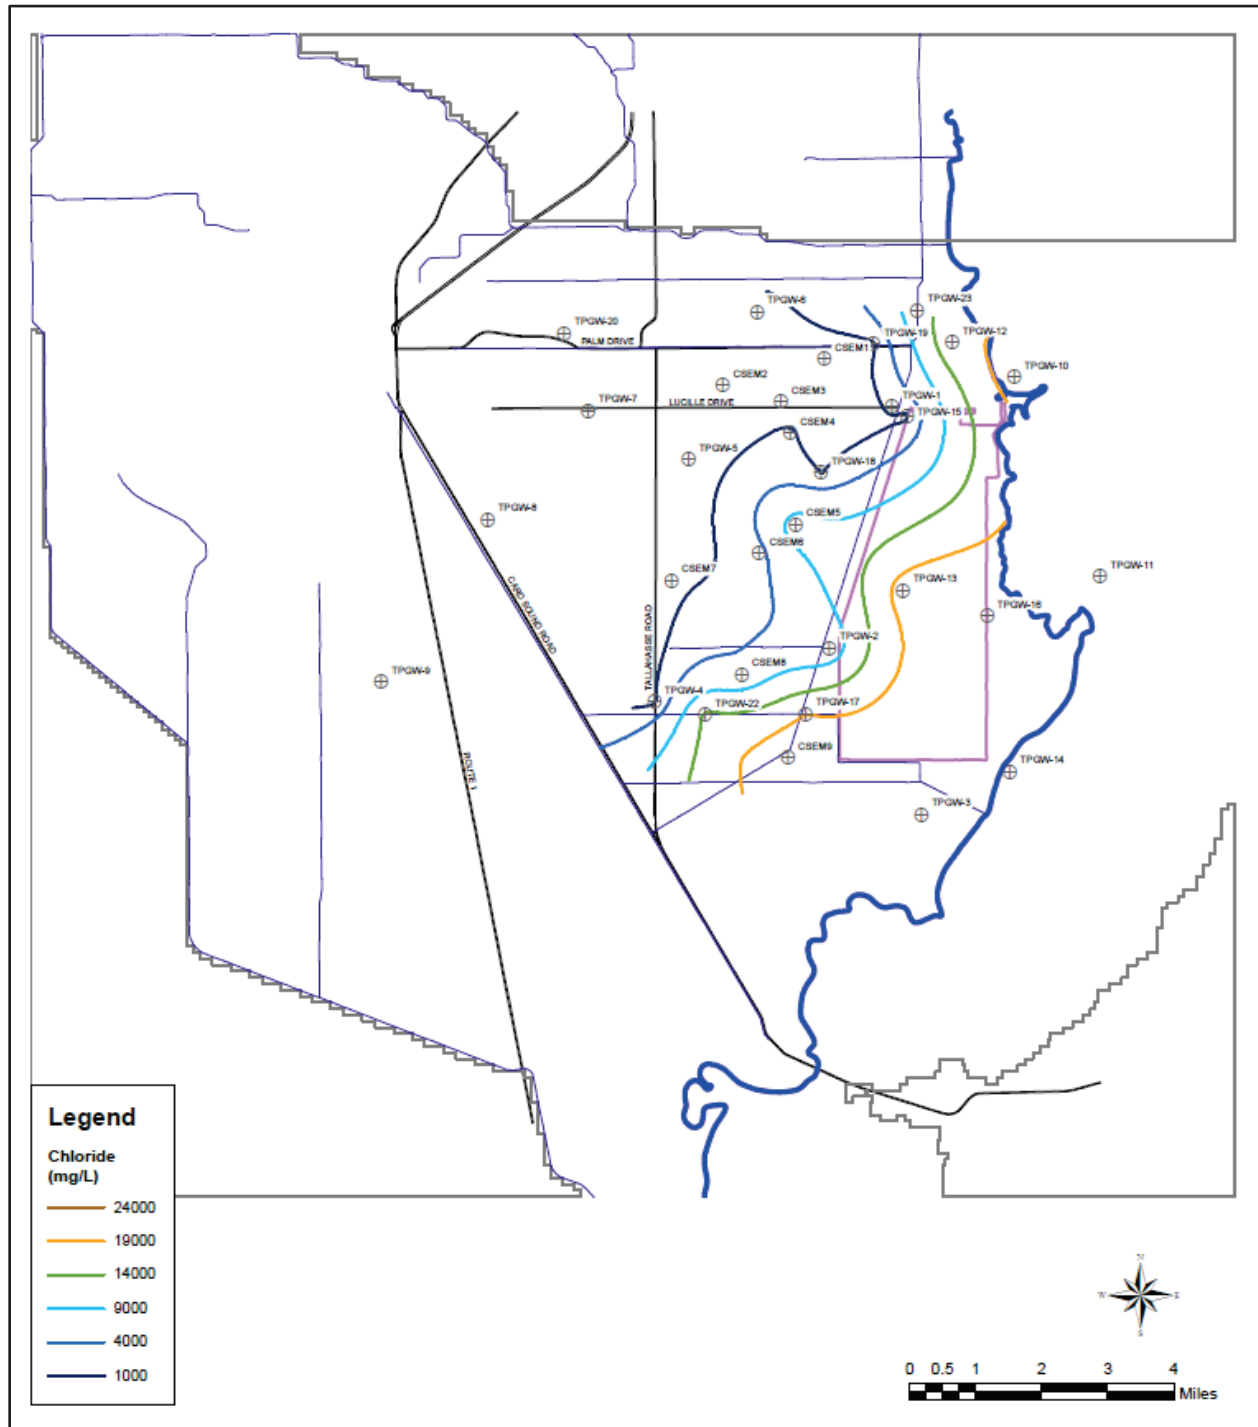 TPGW-6
TPGW-23
TPGW-20
PALM DRIVE
TPGW-19
TPGW-12
CSEM1
TPGW-10
CSEM2
CSEM3
TPGW-7
LUCILLE DRIVE
TPGW-1
TPGW-15
CSEM4
TPGW-5
TPGW-18
TPGW-8
CSEM5
CSEM6
CSEM7
TPGW-13
TPGW-11
CARD SOUND ROAD
TPGW-16
TALLAHASSE ROAD
TPGW-2
TPGW-9
CSEM8
TPGW-4
TPGW-22
TPGW-17
CSEM9
ROUTE 1
TPGW-14
TPGW-3
Legend
Chloride
(mg/L)
24000
19000
14000
9000
4000
1000
N
W
E
S
0 0.5 1 2 3 4
Miles